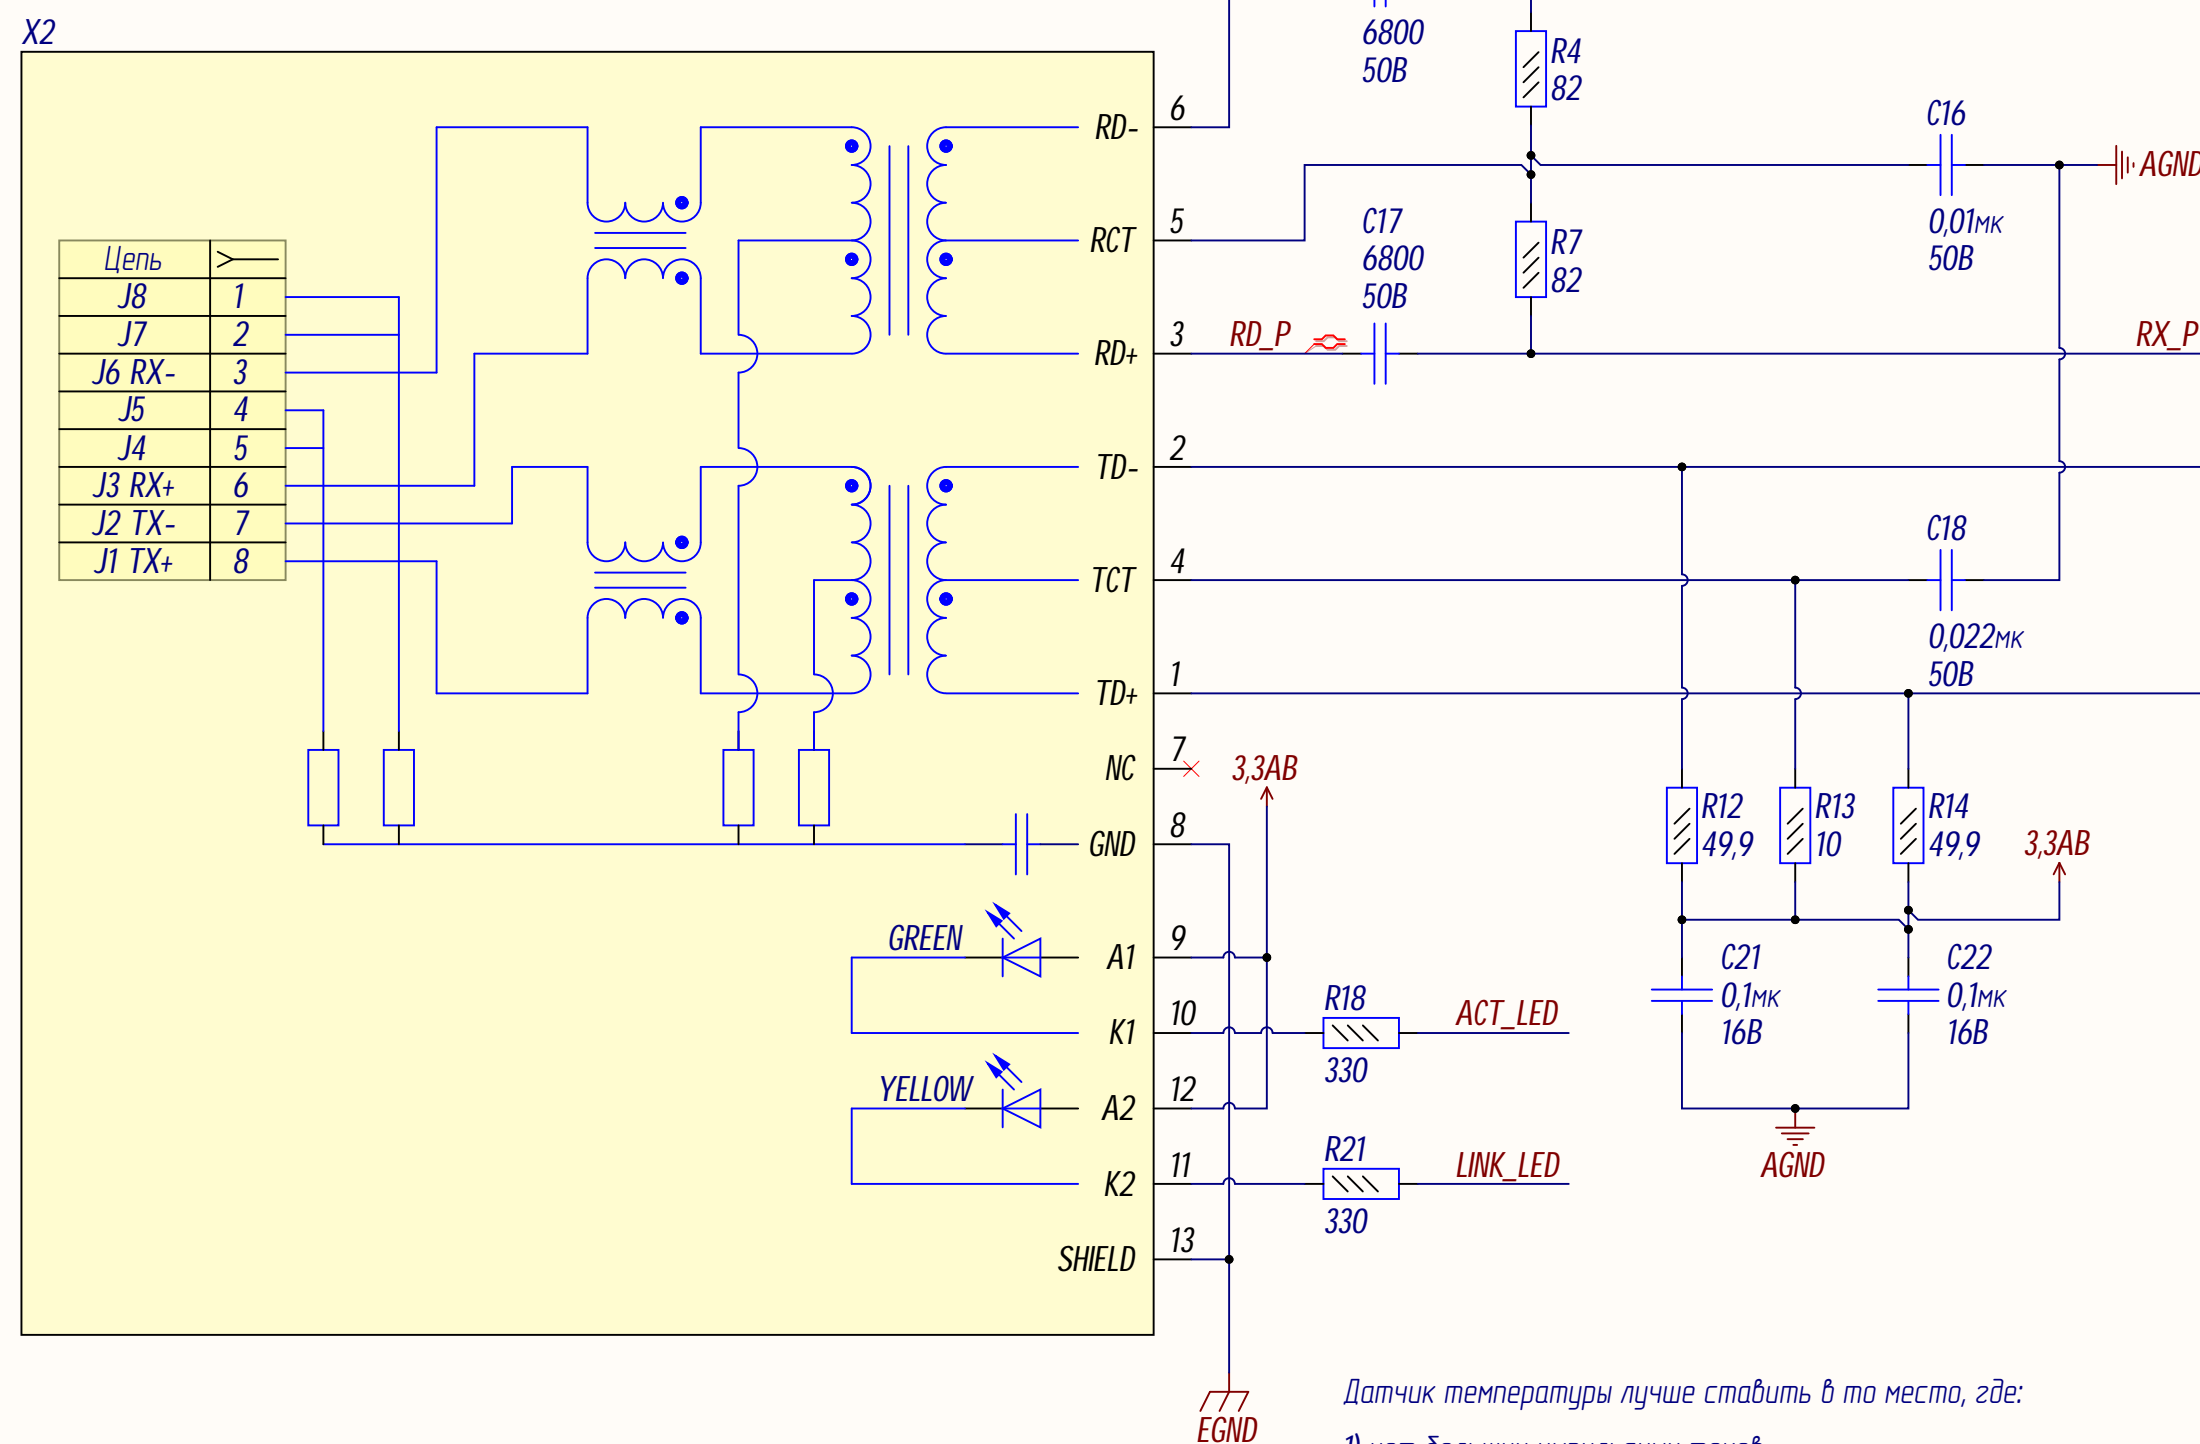 X2
6800
50В
R4
82
RD-
6
C16
AGND
0,01мк
50В
Цепь
J8 1
J7 2
J6 RX- 3
J5 4
J4 5
J3 RX+ 6
J2 TX- 7
J1 TX+ 8
RCT
5
C17
6800
50В
R7
82
RD+
3
RD_P
RX_P
TD-
2
TCT
4
C18
0,022мк
50В
TD+
1
NC
7
3,3АВ
GND
8
R12
49,9
R13
10
R14
49,9
3,3АВ
GREEN
A1
9
C21
0,1мк
16В
C22
0,1мк
16В
K1
10
R18
330
ACT_LED
YELLOW
A2
12
K2
11
R21
330
LINK_LED
AGND
SHIELD
13
EGND
Датчик температуры лучше ставить в то место, где: